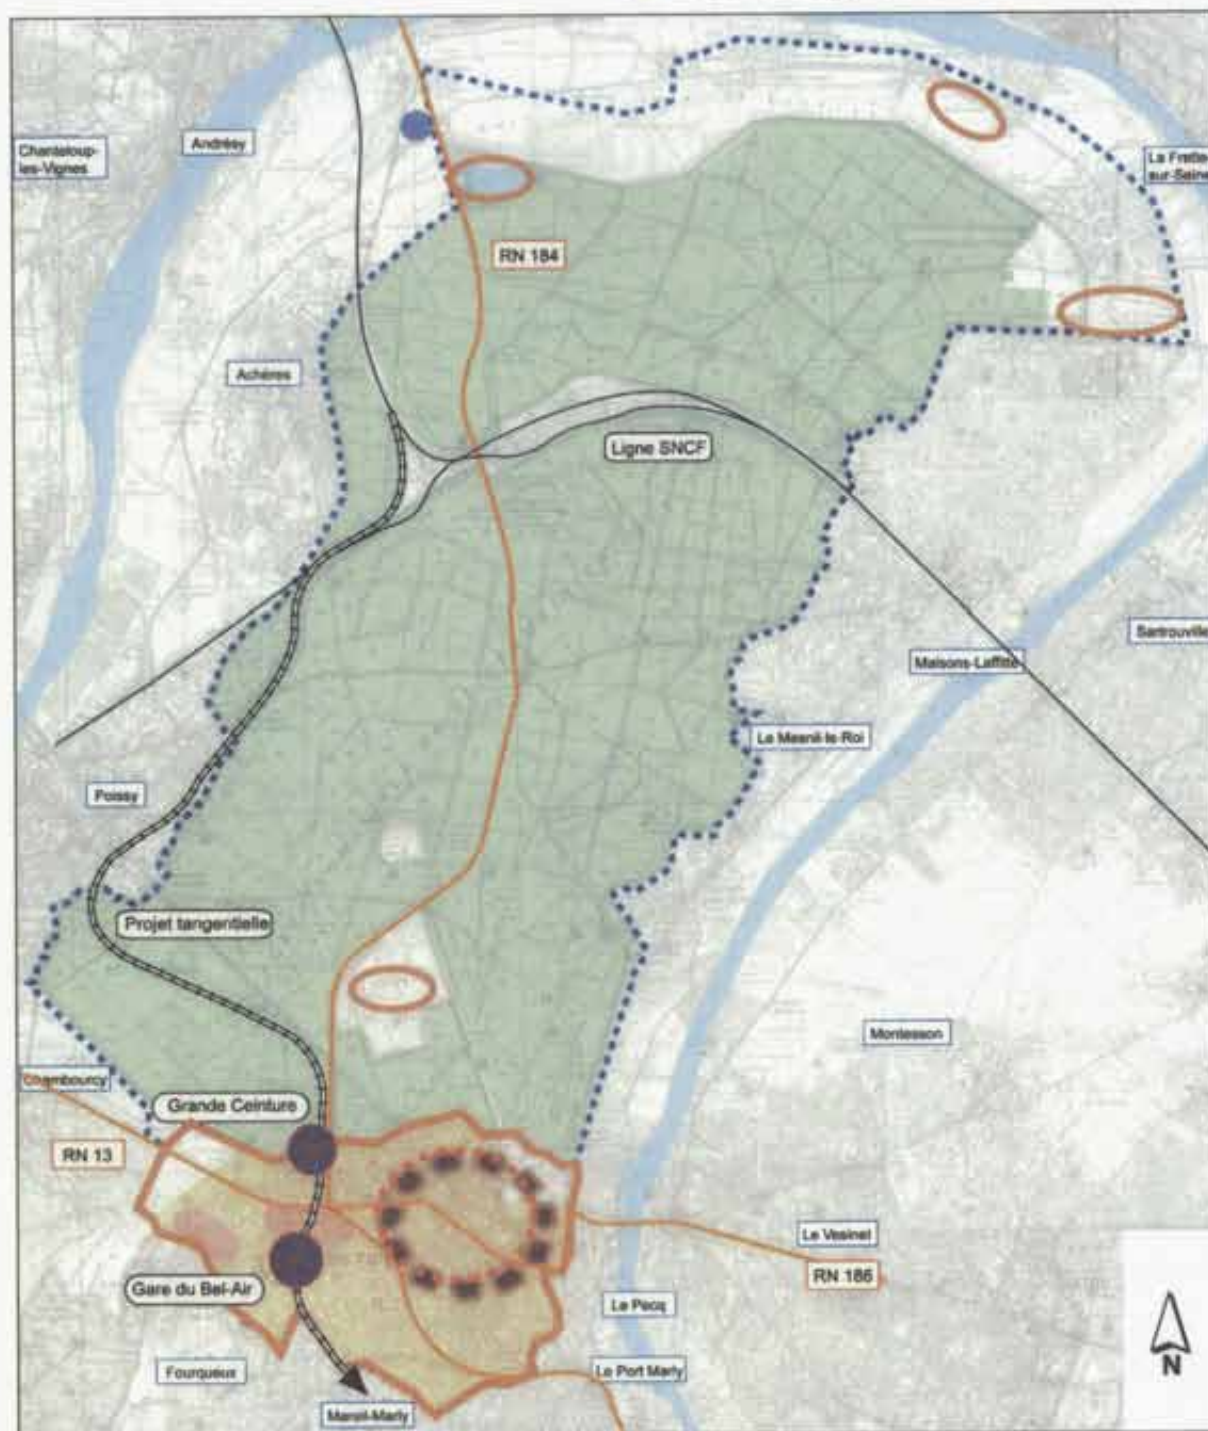 Andrésy
Chanteloup-
les-Vignes
La Frette-
sur-Seine
RN 184
Achères
Ligne SNCF
Sartrouville
Maisons-Laffitte
Le Mesnil-le-Roi
Poissy
Projet tangentielle
Montesson
Chambourcy
Grande Ceinture
RN 13
Le Vesinet
RN 186
Gare du Bel-Air
Le Pecq
Le Port Marly
Fourqueux
Mareil-Marly
N